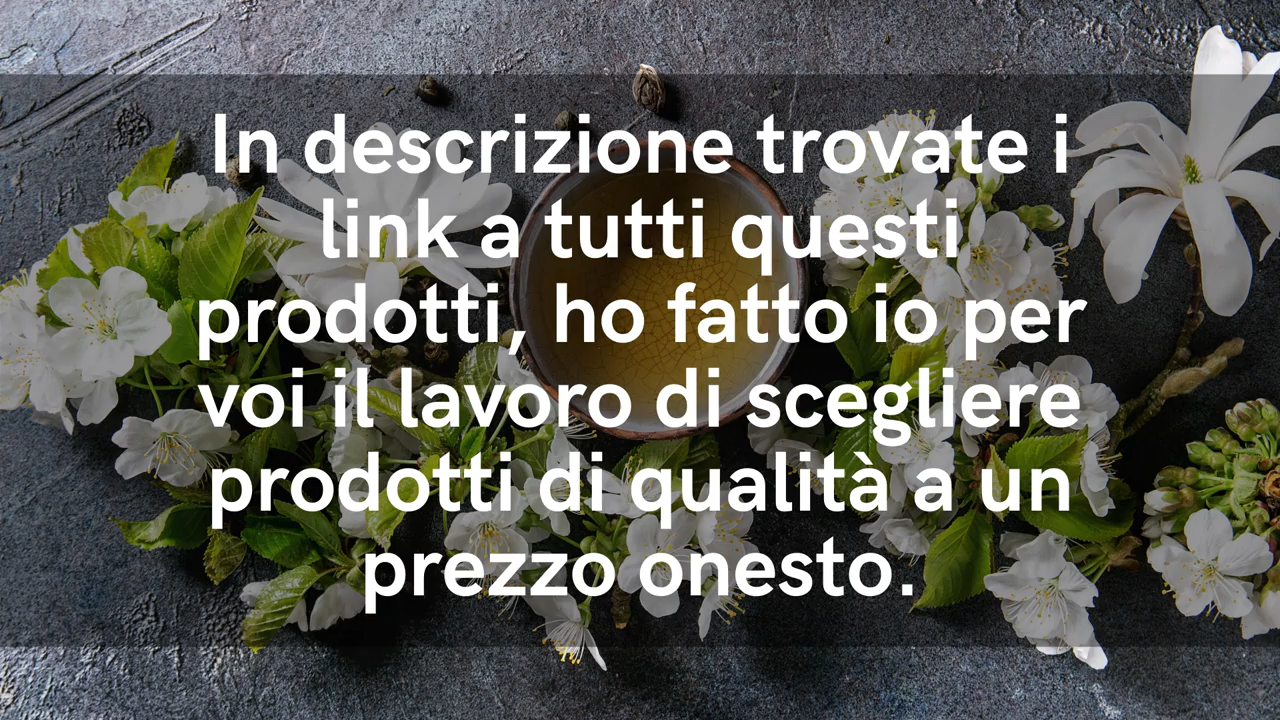 In descrizione trovate i
link a tutti questi
prodotti, ho fatto io per
voi il lavoro di scegliere
prodotti di qualità a un
prezzo onesto.